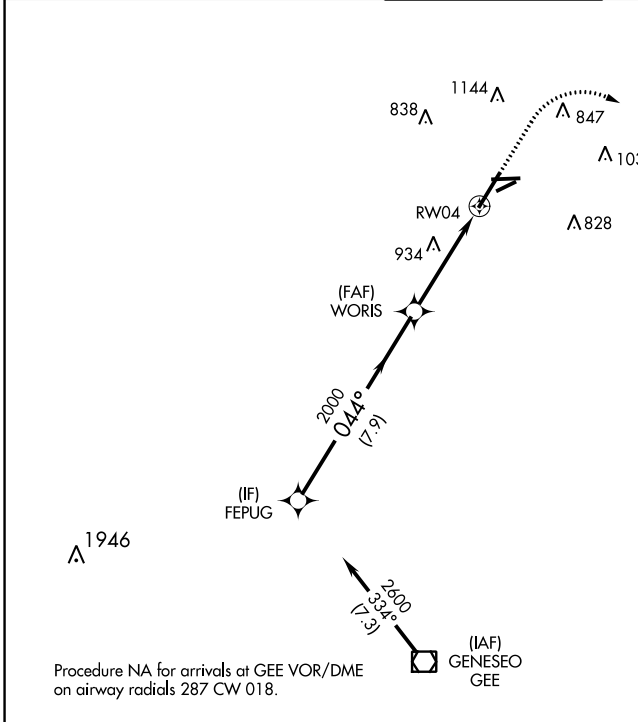 1144
838
847
103
RW04
828
934
(FAF)
WORIS
2000
044°
(7.9)
(IF)
FEPUG
1946
2600
334°
(7.3)
(IAF)
GENESEO
GEE
Procedure NA for arrivals at GEE VOR/DME
on airway radials 287 CW 018.